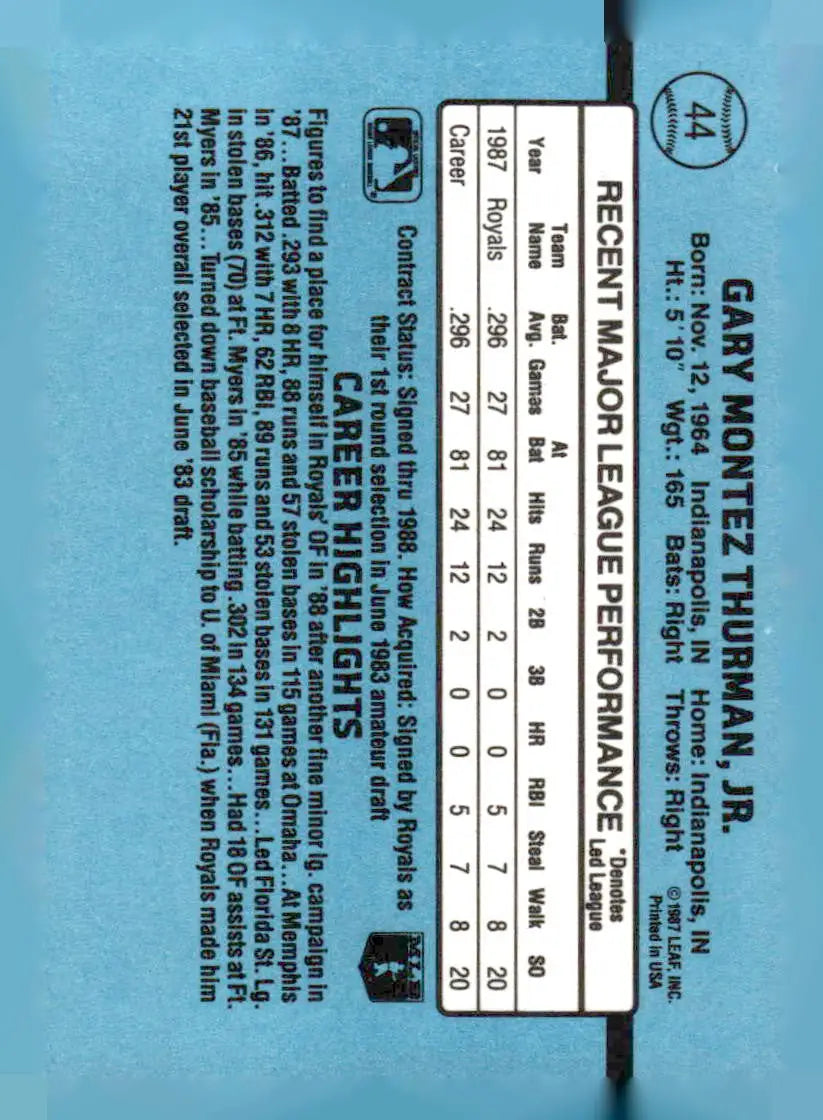 44
GARY MONTEZ THURMAN, JR.
Born: Nov. 12, 1964 Indianapolis, IN Home: Indianapolis, IN
Ht.: 5' 10" Wgt.: 165 Bats: Right Throws: Right
© 1987 LEAF, INC.
Printed in USA
RECENT MAJOR LEAGUE PERFORMANCE
*Denotes
Led League
Year Team Name Bat. Avg. Games At Bat Hits Runs 2B 3B HR RBI Steal Walk SO
1987 Royals .296 27 81 24 12 2 0 0 5 7 8 20
Career .296 27 81 24 12 2 0 0 5 7 8 20
Contract Status: Signed thru 1988. How Acquired: Signed by Royals as
their 1st round selection in June 1983 amateur draft
MLB
CAREER HIGHLIGHTS
Figures to find a place for himself in Royals' OF in '88 after another fine minor lg. campaign in
'87...Batted .293 with 8 HR, 88 runs and 57 stolen bases in 115 games at Omaha...At Memphis
in '86, hit .312 with 7 HR, 62 RBI, 89 runs and 53 stolen bases in 131 games...Led Florida St. Lg.
in stolen bases (70) at Ft. Myers in '85 while batting .302 in 134 games...Had 18 OF assists at Ft.
Myers in '85...Turned down baseball scholarship to U. of Miami (Fla.) when Royals made him
21st player overall selected in June '83 draft.